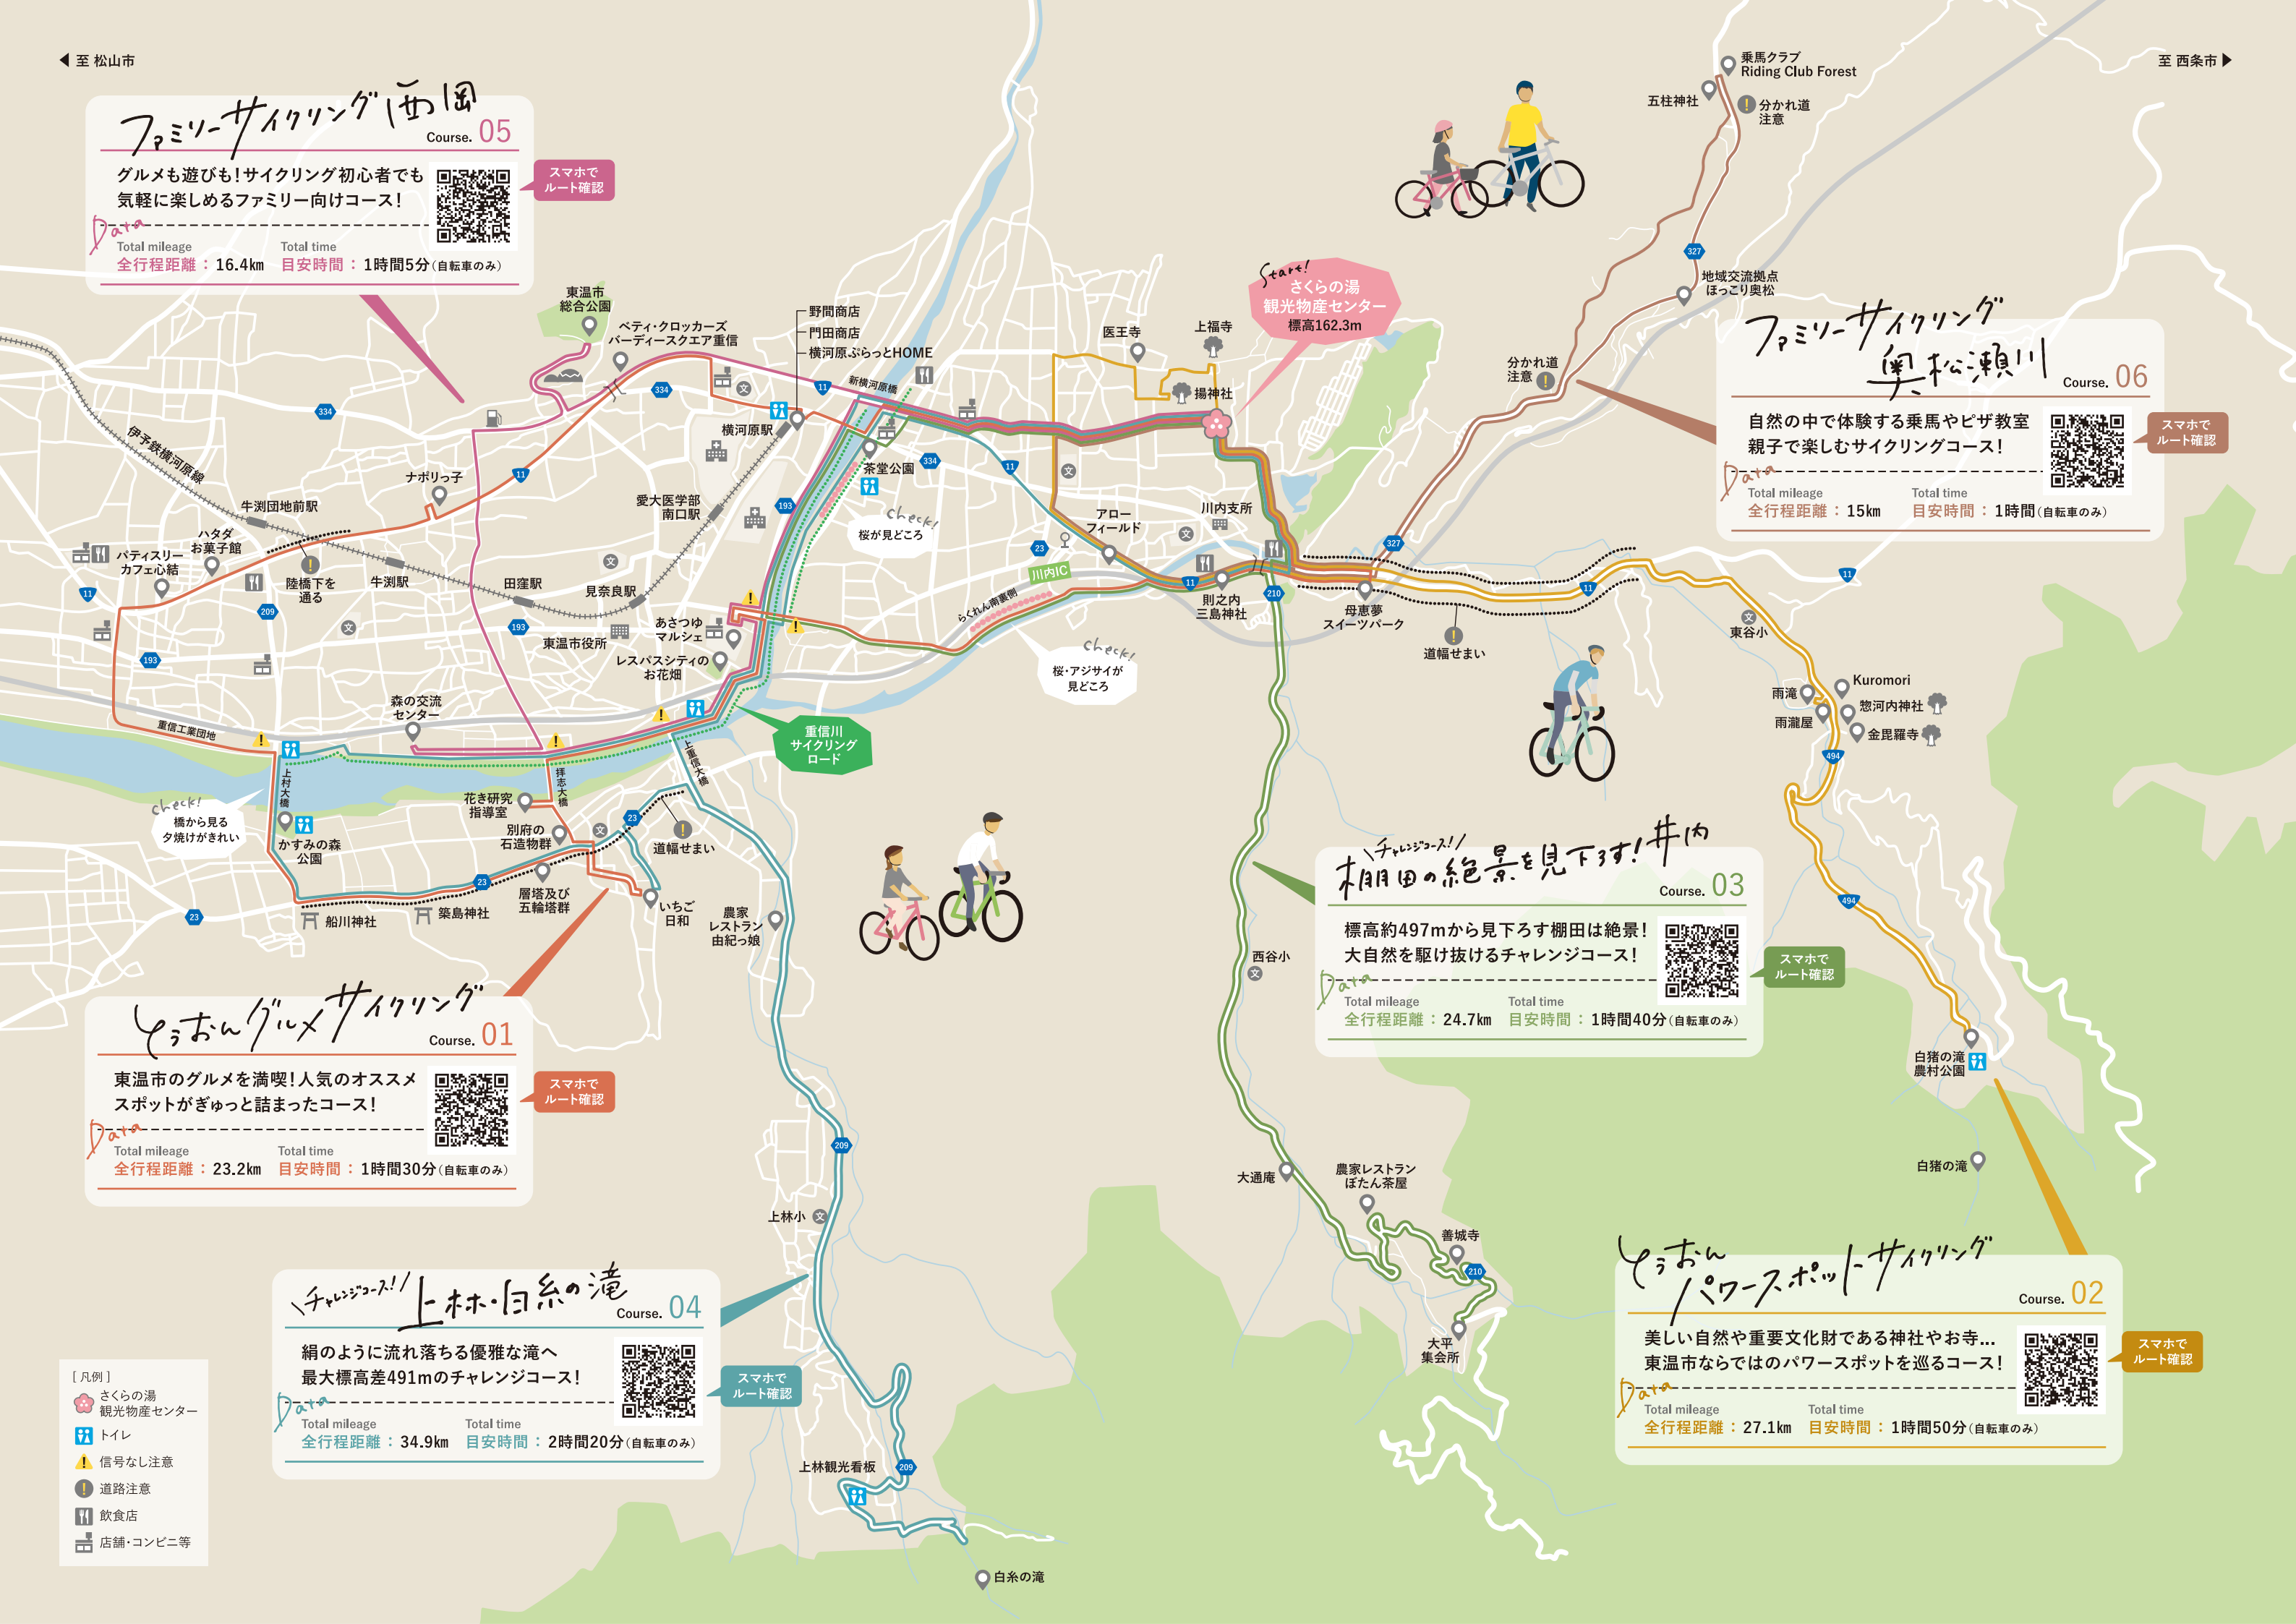 至 松山市
至 西条市
ファミリーサイクリング 西岡
Course. 05
グルメも遊びも！サイクリング初心者でも
気軽に楽しめるファミリー向けコース！
Data
Total mileage
全行程距離：16.4km
Total time
目安時間：1時間5分（自転車のみ）
スマホで
ルート確認
乗馬クラブ
Riding Club Forest
五柱神社
分かれ道
注意
327
地域交流拠点
ほっこり奥松
分かれ道
注意
Start!
さくらの湯
観光物産センター
標高162.3m
ファミリーサイクリング
奥松瀬川
Course. 06
自然の中で体験する乗馬やピザ教室
親子で楽しむサイクリングコース！
Data
Total mileage
全行程距離：15km
Total time
目安時間：1時間（自転車のみ）
スマホで
ルート確認
東温市
総合公園
ベティ・クロッカーズ
バーディースクエア重信
野間商店
門田商店
横河原ぷらっとHOME
新横河原橋
11
334
334
医王寺
上福寺
揚神社
横河原駅
茶堂公園
334
11
文
文
伊予鉄横河原線
ナポリっ子
11
牛渕団地前駅
ハタダ
お菓子館
パティスリー
カフェ心結
陸橋下を
通る
牛渕駅
田窪駅
見奈良駅
愛大医学部
南口駅
193
check!
桜が見どころ
アロー
フィールド
川内支所
文
23
川内IC
らくれん南裏側
11
則之内
三島神社
210
327
母恵夢
スイーツパーク
道幅せまい
11
11
文
東谷小
11
209
193
193
文
文
東温市役所
あさつゆ
マルシェ
レスパスシティの
お花畑
check!
桜・アジサイが
見どころ
雨滝
雨瀧屋
Kuromori
惣河内神社
金毘羅寺
494
森の交流
センター
重信工業団地
重信川
サイクリング
ロード
上重信大橋
上村大橋
拝志大橋
check!
橋から見る
夕焼けがきれい
かすみの森
公園
花き研究
指導室
別府の
石造物群
文
23
道幅せまい
層塔及び
五輪塔群
いちご
日和
23
23
船川神社
築島神社
農家
レストラン
由紀っ娘
チャレンジコース！
棚田の絶景を見下ろす！井内
Course. 03
標高約497mから見下ろす棚田は絶景！
大自然を駆け抜けるチャレンジコース！
Data
Total mileage
全行程距離：24.7km
Total time
目安時間：1時間40分（自転車のみ）
スマホで
ルート確認
494
西谷小
文
とうおんグルメサイクリング
Course. 01
東温市のグルメを満喫！人気のオススメ
スポットがぎゅっと詰まったコース！
Data
Total mileage
全行程距離：23.2km
Total time
目安時間：1時間30分（自転車のみ）
スマホで
ルート確認
白猪の滝
農村公園
白猪の滝
209
上林小
文
大通庵
農家レストラン
ぼたん茶屋
善城寺
210
大平
集会所
チャレンジコース！
上林・白糸の滝
Course. 04
絹のように流れ落ちる優雅な滝へ
最大標高差491mのチャレンジコース！
Data
Total mileage
全行程距離：34.9km
Total time
目安時間：2時間20分（自転車のみ）
スマホで
ルート確認
とうおん
パワースポットサイクリング
Course. 02
美しい自然や重要文化財である神社やお寺…
東温市ならではのパワースポットを巡るコース！
Data
Total mileage
全行程距離：27.1km
Total time
目安時間：1時間50分（自転車のみ）
スマホで
ルート確認
上林観光看板
209
白糸の滝
［凡例］
さくらの湯
観光物産センター
トイレ
信号なし注意
道路注意
飲食店
店舗・コンビニ等